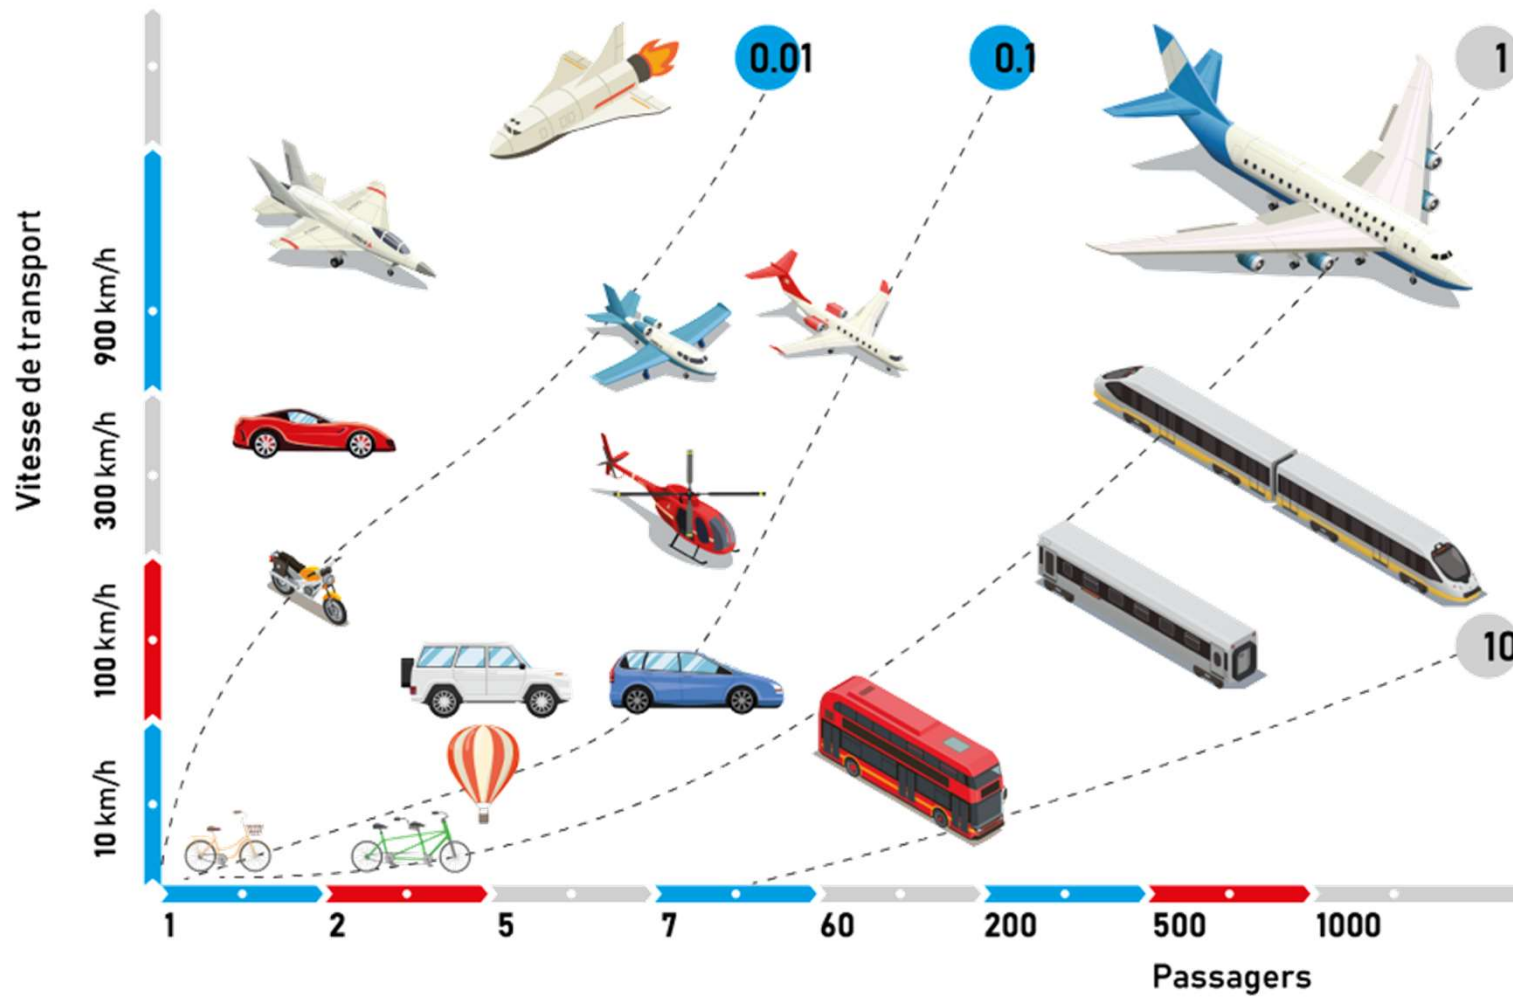 0.01
0.1
1
Vitesse de transport
900 km/h
300 km/h
100 km/h
10 km/h
10
1 2 5 7 60 200 500 1000
Passagers